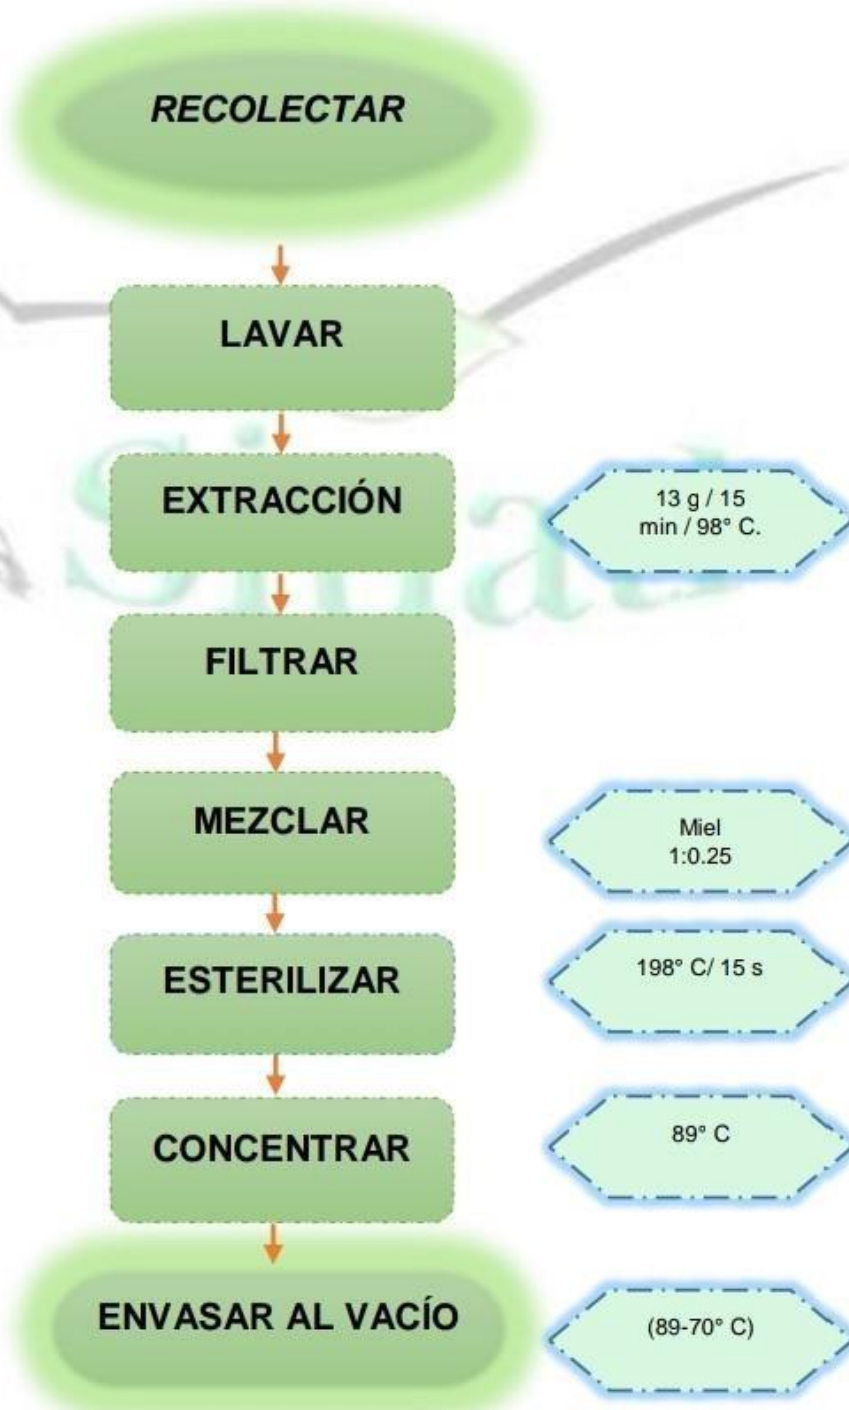 RECOLECTAR
LAVAR
EXTRACCIÓN
13 g / 15
min / 98° C.
FILTRAR
MEZCLAR
Miel
1:0.25
ESTERILIZAR
198° C/ 15 s
CONCENTRAR
89° C
ENVASAR AL VACÍO
(89-70° C)